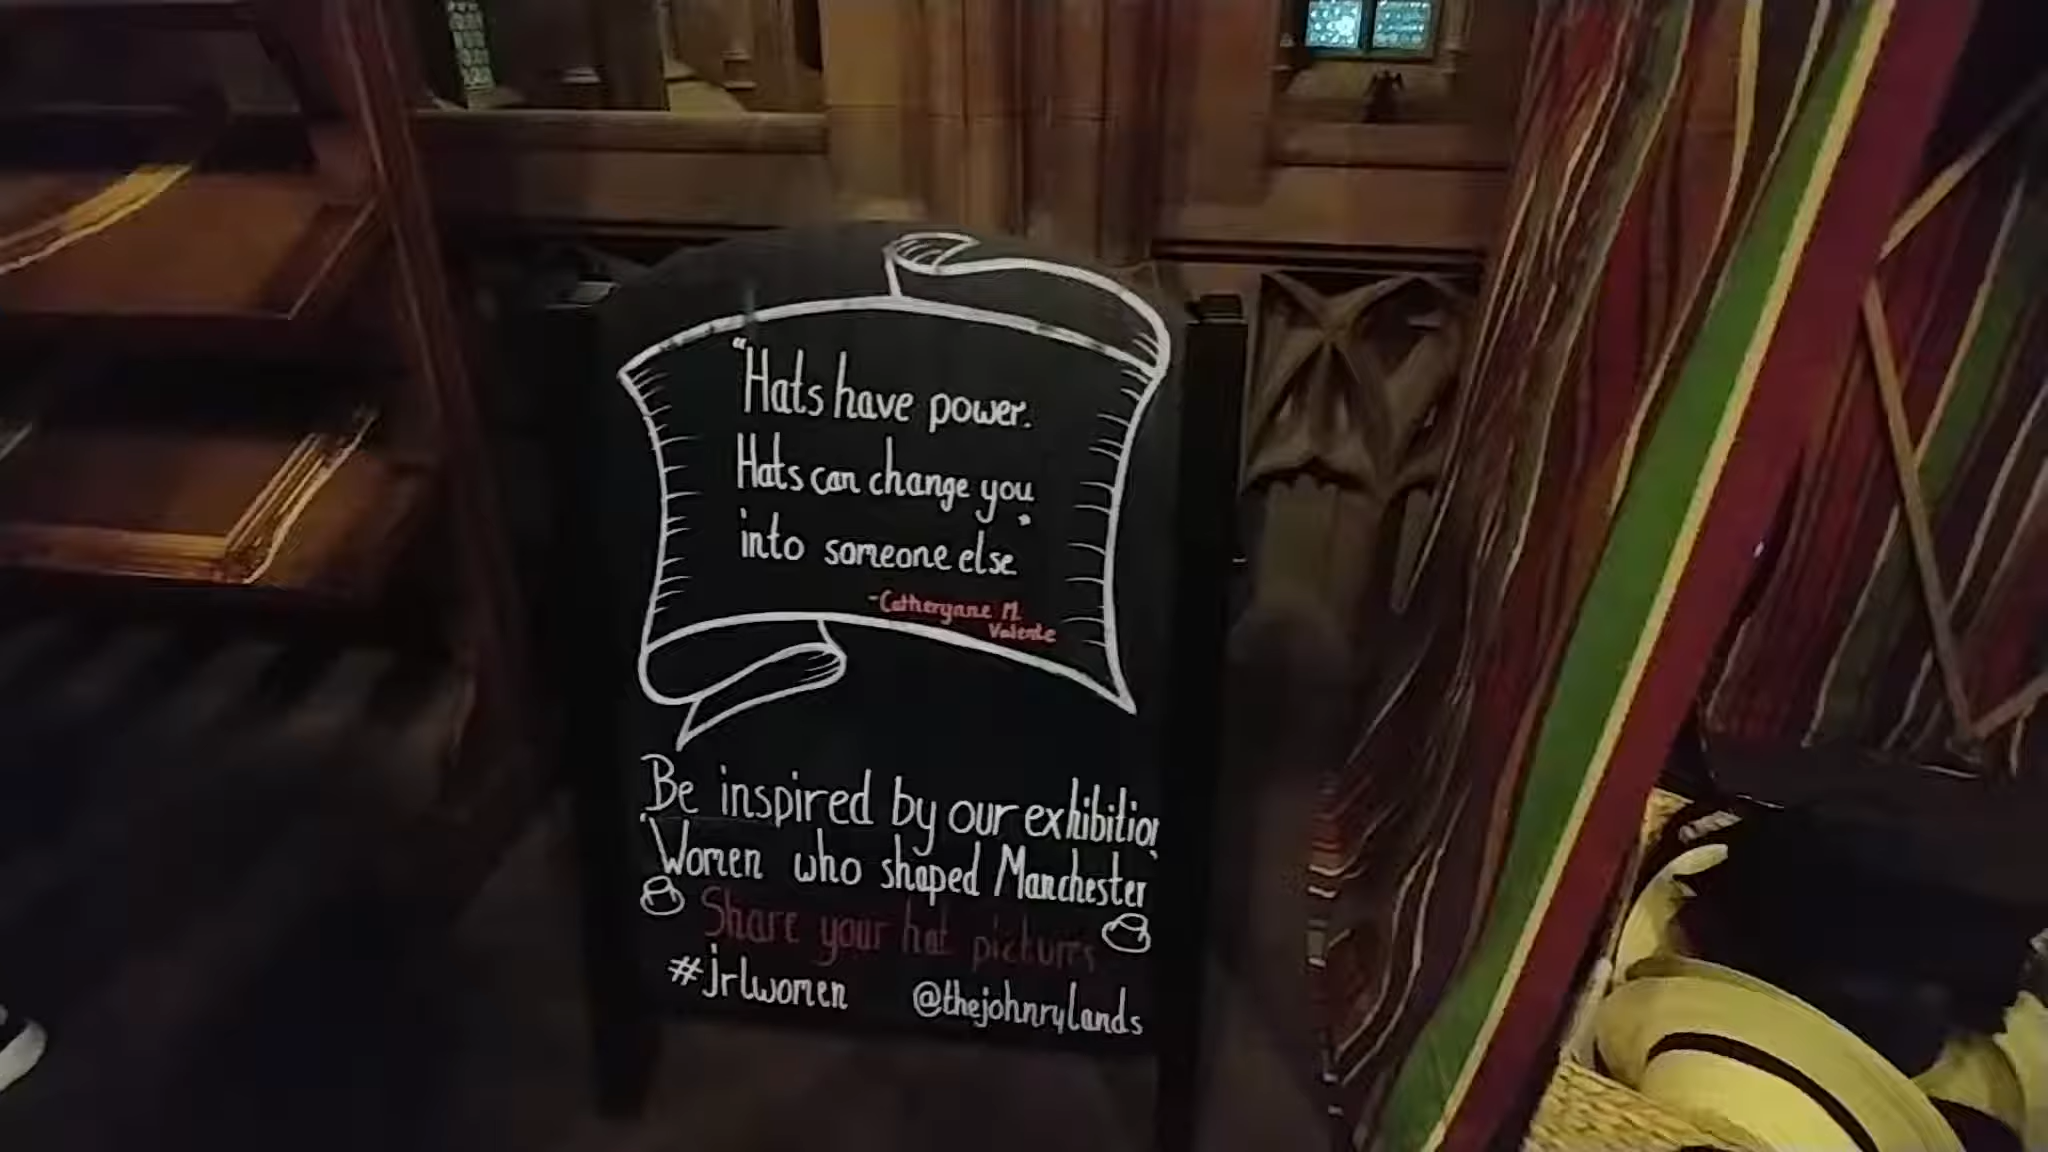 "Hats have power.
Hats can change you
into someone else."
-Catherynne M.
Valente
Be inspired by our exhibition
'Women who shaped Manchester'
Share your hat pictures
#jrlwomen @thejohnrylands